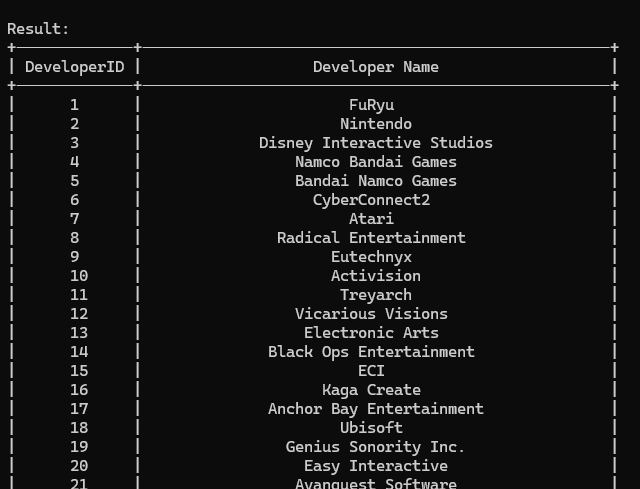 Result:
DeveloperID | Developer Name
1 | FuRyu
2 | Nintendo
3 | Disney Interactive Studios
4 | Namco Bandai Games
5 | Bandai Namco Games
6 | CyberConnect2
7 | Atari
8 | Radical Entertainment
9 | Eutechnyx
10 | Activision
11 | Treyarch
12 | Vicarious Visions
13 | Electronic Arts
14 | Black Ops Entertainment
15 | ECI
16 | Kaga Create
17 | Anchor Bay Entertainment
18 | Ubisoft
19 | Genius Sonority Inc.
20 | Easy Interactive
21 | Avanquest Software